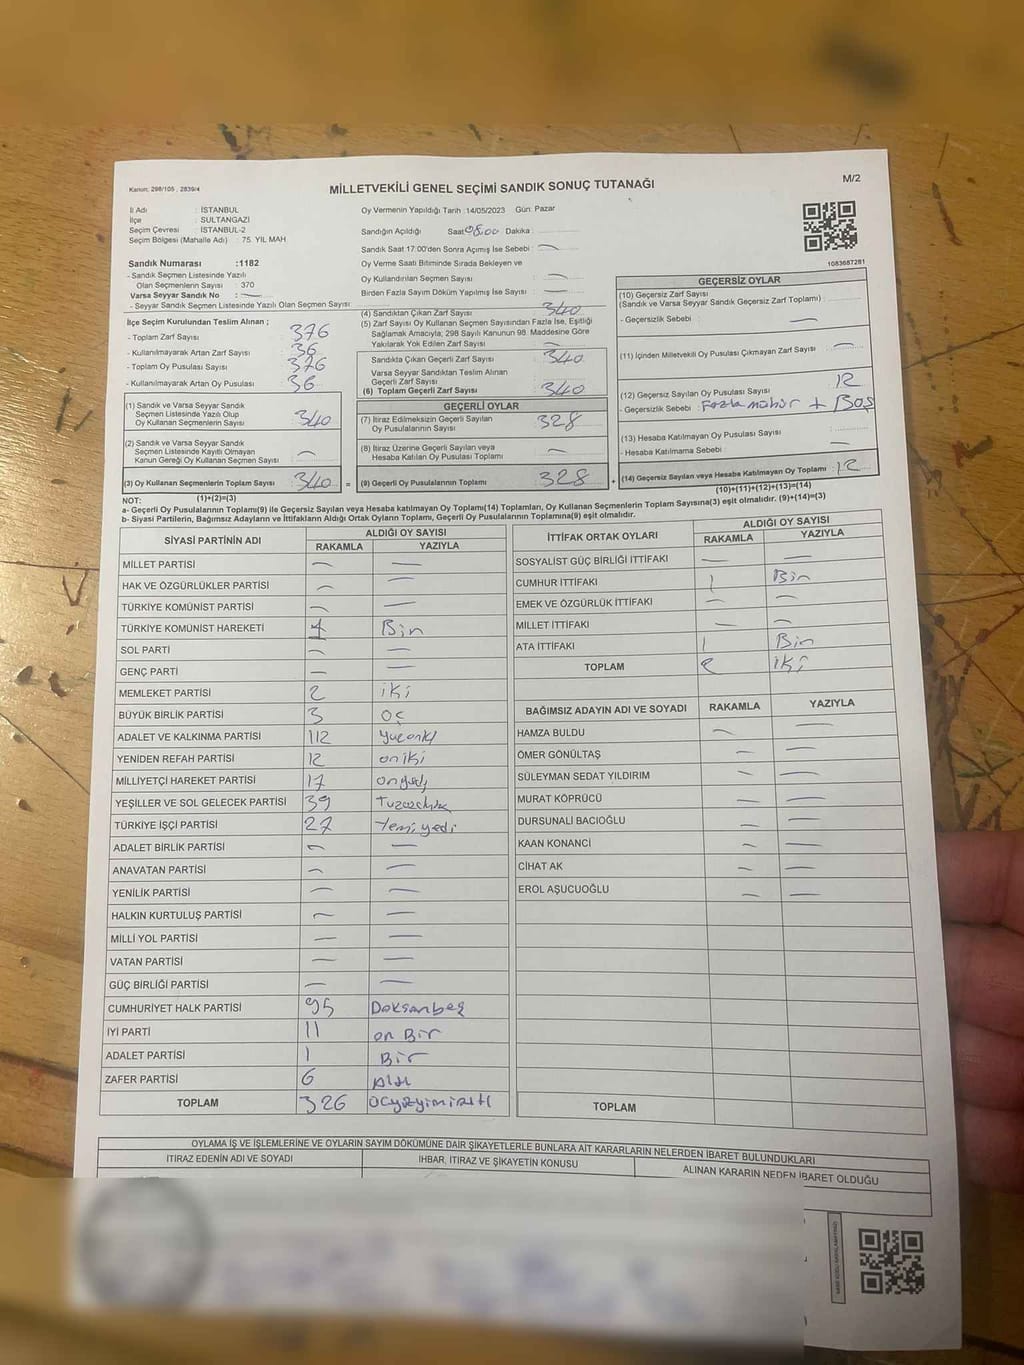 Kanun: 298/105 , 2839/4
MİLLETVEKİLİ GENEL SEÇİMİ SANDIK SONUÇ TUTANAĞI
M/2
İl Adı : İSTANBUL
İlçe : SULTANGAZİ
Seçim Çevresi : İSTANBUL-2
Seçim Bölgesi (Mahalle Adı) : 75. YIL MAH
Oy Vermenin Yapıldığı Tarih :14/05/2023 Gün: Pazar
Sandığın Açıldığı Saat 08.00 Dakika :
Sandık Saat 17:00'den Sonra Açımış İse Sebebi : —
Oy Verme Saati Bitiminde Sırada Bekleyen ve
Oy Kullandırılan Seçmen Sayısı : —
Birden Fazla Sayım Döküm Yapılmış İse Sayısı : —
1083687281
Sandık Numarası :1182
- Sandık Seçmen Listesinde Yazılı
Olan Seçmenlerin Sayısı : 370
Varsa Seyyar Sandık No : —
- Seyyar Sandık Seçmen Listesinde Yazılı Olan Seçmen Sayısı
İlçe Seçim Kurulundan Teslim Alınan ;
- Toplam Zarf Sayısı : 376
- Kullanılmayarak Artan Zarf Sayısı : 36
- Toplam Oy Pusulası Sayısı : 376
- Kullanılmayarak Artan Oy Pusulası : 36
(1) Sandık ve Varsa Seyyar Sandık
Seçmen Listesinde Yazılı Olup
Oy Kullanan Seçmenlerin Sayısı : 340
(2) Sandık ve Varsa Seyyar Sandık
Seçmen Listesinde Kayıtlı Olmayan
Kanun Gereği Oy Kullanan Seçmen Sayısı : —
(3) Oy Kullanan Seçmenlerin Toplam Sayısı : 340 =
(1)+(2)=(3)
(4) Sandıktan Çıkan Zarf Sayısı : 340
(5) Zarf Sayısı Oy Kullanan Seçmen Sayısından Fazla İse, Eşitliği
Sağlamak Amacıyla; 298 Sayılı Kanunun 98. Maddesine Göre
Yakılarak Yok Edilen Zarf Sayısı : —
Sandıkta Çıkan Geçerli Zarf Sayısı : 340
Varsa Seyyar Sandıktan Teslim Alınan
Geçerli Zarf Sayısı
(6) Toplam Geçerli Zarf Sayısı : 340
GEÇERLİ OYLAR
(7) İtiraz Edilmeksizin Geçerli Sayılan
Oy Pusulalarının Sayısı : 328
(8) İtiraz Üzerine Geçerli Sayılan veya
Hesaba Katılan Oy Pusulası Toplamı : —
(9) Geçerli Oy Pusulalarının Toplamı : 328 +
GEÇERSİZ OYLAR
(10) Geçersiz Zarf Sayısı
(Sandık ve Varsa Seyyar Sandık Geçersiz Zarf Toplamı)
- Geçersizlik Sebebi : —
(11) İçinden Milletvekili Oy Pusulası Çıkmayan Zarf Sayısı : —
(12) Geçersiz Sayılan Oy Pusulası Sayısı : 12
- Geçersizlik Sebebi : Fazla mühür + Boş
(13) Hesaba Katılmayan Oy Pusulası Sayısı :
- Hesaba Katılmama Sebebi : —
(14) Geçersiz Sayılan veya Hesaba Katılmayan Oy Toplamı : 12
(10)+(11)+(12)+(13)=(14)
NOT:
a- Geçerli Oy Pusulaları Toplamı(9) ile Geçersiz Sayılan veya Hesaba katılmayan Oy Toplamı(14) Toplamları, Oy Kullanan Seçmenlerin Toplam Sayısına(3) eşit olmalıdır. (9)+(14)=(3)
b- Siyasi Partilerin, Bağımsız Adayların ve İttifakların Aldığı Ortak Oyların Toplamı, Geçerli Oy Pusulalarının Toplamına(9) eşit olmalıdır.
SİYASİ PARTİNİN ADI ALDIĞI OY SAYISI
RAKAMLA YAZIYLA
MİLLET PARTİSİ — —
HAK VE ÖZGÜRLÜKLER PARTİSİ — —
TÜRKİYE KOMÜNİST PARTİSİ — —
TÜRKİYE KOMÜNİST HAREKETİ 1 Bir
SOL PARTİ — —
GENÇ PARTİ — —
MEMLEKET PARTİSİ 2 iki
BÜYÜK BİRLİK PARTİSİ 3 üç
ADALET VE KALKINMA PARTİSİ 112
YENİDEN REFAH PARTİSİ 12 oniki
MİLLİYETÇİ HAREKET PARTİSİ 17
YEŞİLLER VE SOL GELECEK PARTİSİ 39
TÜRKİYE İŞÇİ PARTİSİ 27
ADALET BİRLİK PARTİSİ — —
ANAVATAN PARTİSİ — —
YENİLİK PARTİSİ — —
HALKIN KURTULUŞ PARTİSİ — —
MİLLİ YOL PARTİSİ — —
VATAN PARTİSİ — —
GÜÇ BİRLİĞİ PARTİSİ — —
CUMHURİYET HALK PARTİSİ 95 Doksanbeş
İYİ PARTİ 11 on Bir
ADALET PARTİSİ 1 Bir
ZAFER PARTİSİ 6 Altı
TOPLAM 326
İTTİFAK ORTAK OYLARI ALDIĞI OY SAYISI
RAKAMLA YAZIYLA
SOSYALİST GÜÇ BİRLİĞİ İTTİFAKI — —
CUMHUR İTTİFAKI 1 Bir
EMEK VE ÖZGÜRLÜK İTTİFAKI — —
MİLLET İTTİFAKI — —
ATA İTTİFAKI 1 Bir
TOPLAM 2 iki
BAĞIMSIZ ADAYIN ADI VE SOYADI RAKAMLA YAZIYLA
HAMZA BULDU — —
ÖMER GÖNÜLTAŞ — —
SÜLEYMAN SEDAT YILDIRIM — —
MURAT KÖPRÜCÜ — —
DURSUNALİ BACIOĞLU — —
KAAN KONANCİ — —
CİHAT AK — —
EROL AŞUCUOĞLU — —
TOPLAM
OYLAMA İŞ VE İŞLEMLERİNE VE OYLARIN SAYIM DÖKÜMÜNE DAİR ŞİKAYETLERLE BUNLARA AİT KARARLARIN NELERDEN İBARET BULUNDUKLARI
İTİRAZ EDENİN ADI VE SOYADI İHBAR, İTİRAZ VE ŞİKAYETİN KONUSU ALINAN KARARIN NEDEN İBARET OLDUĞU